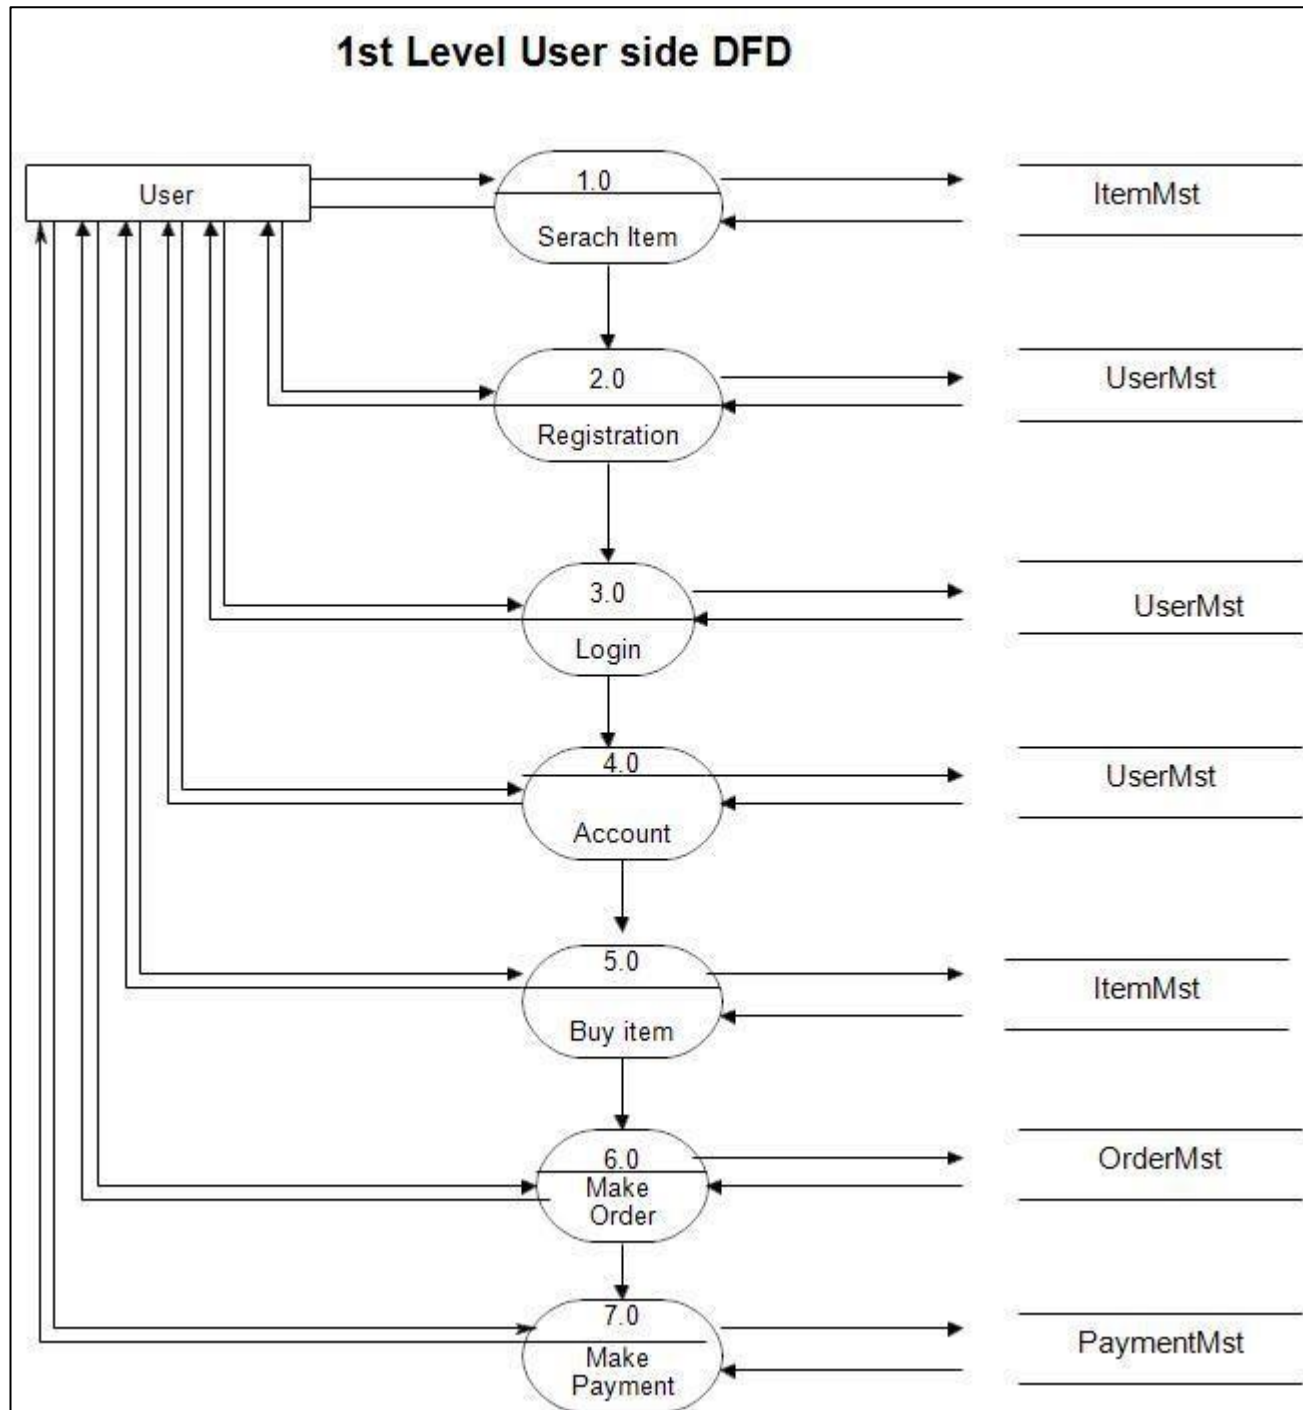 1st Level User side DFD
User
1.0
Serach Item
ItemMst
2.0
Registration
UserMst
3.0
Login
UserMst
4.0
Account
UserMst
5.0
Buy item
ItemMst
6.0
Make
Order
OrderMst
7.0
Make
Payment
PaymentMst